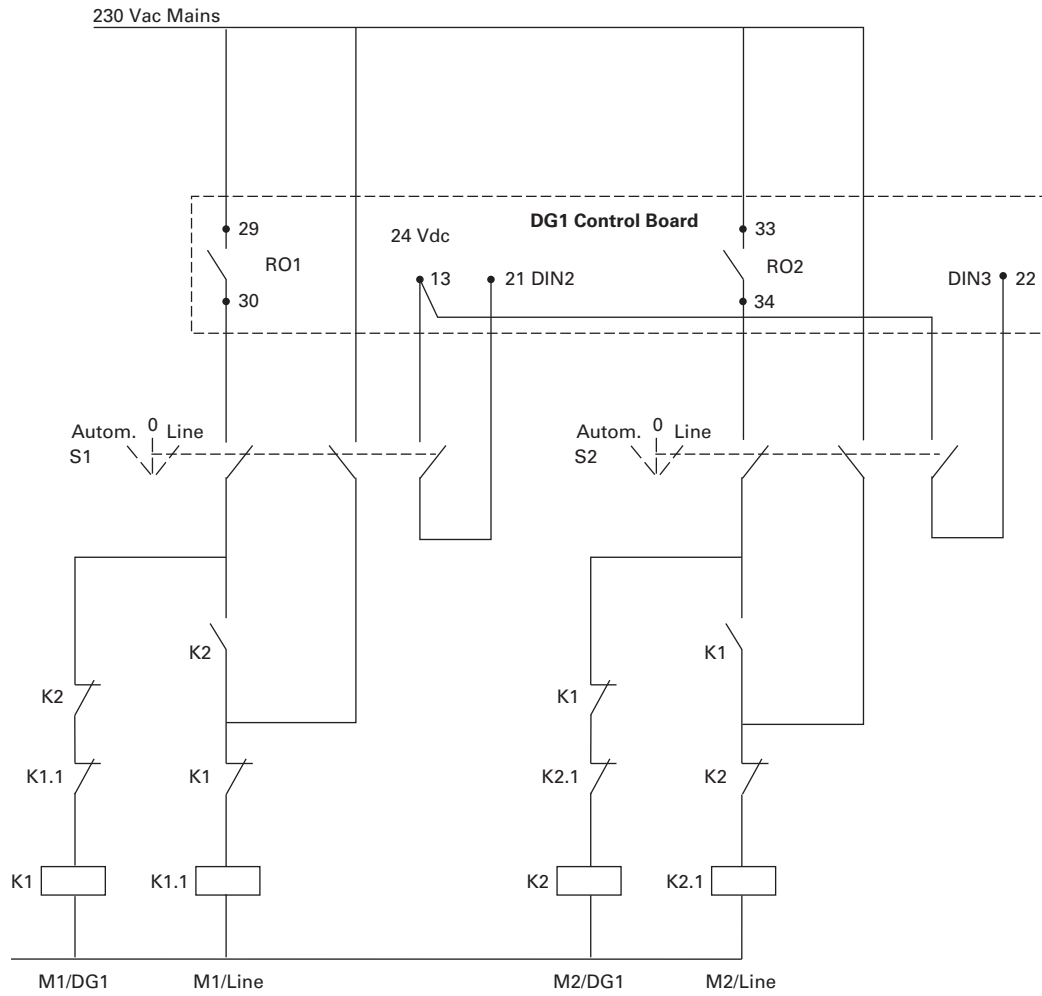 230 Vac Mains
DG1 Control Board
29
33
24 Vdc
RO1
13
21 DIN2
RO2
DIN3 22
30
34
Autom. 0 Line
S1
Autom. 0 Line
S2
K2
K1
K2
K1
K1.1
K1
K2.1
K2
K1
K1.1
K2
K2.1
M1/DG1
M1/Line
M2/DG1
M2/Line